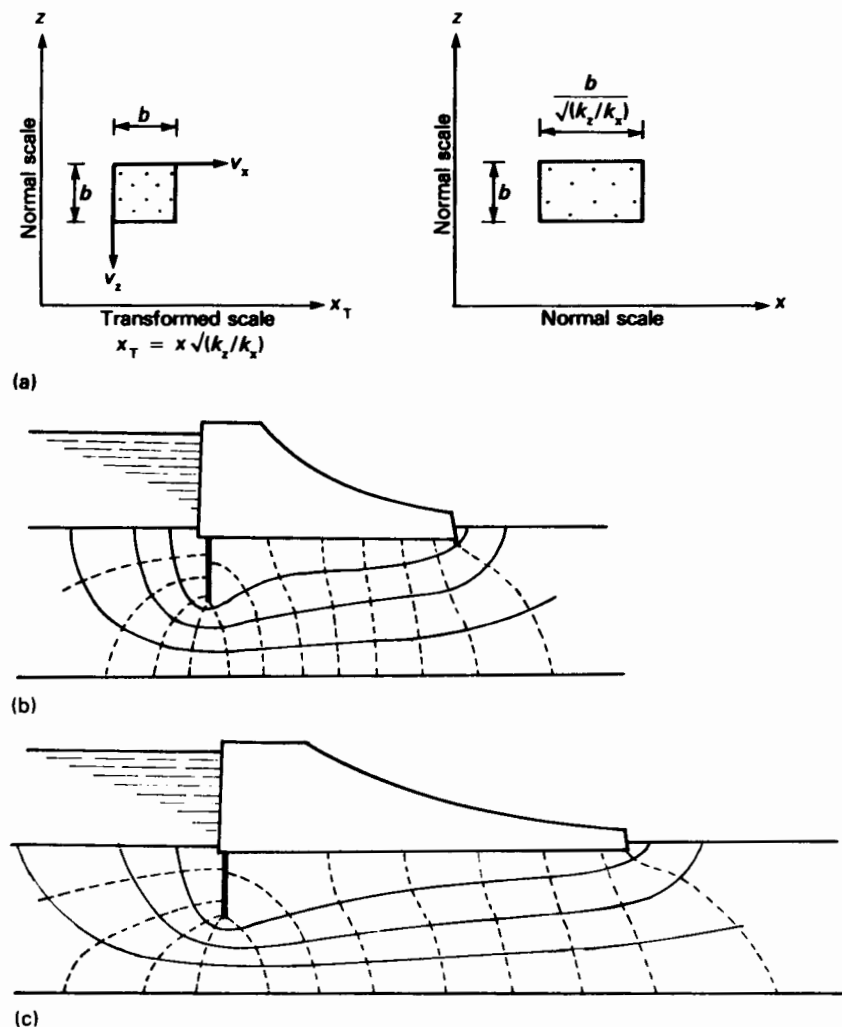 z
Normal scale
b
b
v_x
v_z
x_T
Transformed scale
x_T = x √(k_z/k_x)
z
Normal scale
b
√(k_z/k_x)
b
x
Normal scale
(a)
(b)
(c)